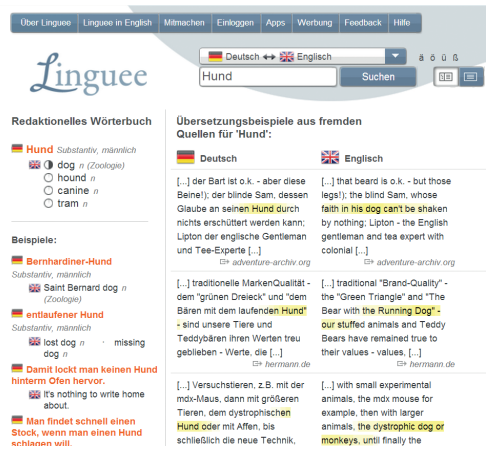 Über Linguee
Linguee in English
Mitmachen
Einloggen
Apps
Werbung
Feedback
Hilfe
Linguee
Deutsch ↔ Englisch
ä ö ü ß
Hund
Suchen
Redaktionelles Wörterbuch
Hund Substantiv, männlich
dog n (Zoologie)
hound n
canine n
tram n
Beispiele:
Bernhardiner-Hund
Substantiv, männlich
Saint Bernard dog n
(Zoologie)
entlaufener Hund
Substantiv, männlich
lost dog n · missing
dog n
Damit lockt man keinen Hund
hinterm Ofen hervor.
It's nothing to write home
about.
Man findet schnell einen
Stock, wenn man einen Hund
schlagen will.
Übersetzungsbeispiele aus fremden
Quellen für 'Hund':
Deutsch
Englisch
[...] der Bart ist o.k. - aber diese
Beine!); der blinde Sam, dessen
Glaube an seinen Hund durch
nichts erschüttert werden kann;
Lipton der englische Gentleman
und Tee-Experte [...]
adventure-archiv.org
[...] that beard is o.k. - but those
legs!); the blind Sam, whose
faith in his dog can't be shaken
by nothing; Lipton - the English
gentleman and tea expert with
colonial [...]
adventure-archiv.org
[...] traditionelle MarkenQualität -
dem "grünen Dreieck" und "dem
Bären mit dem laufenden Hund"
- sind unsere Tiere und
Teddybären ihren Werten treu
geblieben - Werte, die [...]
hermann.de
[...] traditional "Brand-Quality" -
the "Green Triangle" and "The
Bear with the Running Dog" -
our stuffed animals and Teddy
Bears have remained true to
their values - values, [...]
hermann.de
[...] Versuchstieren, z.B. mit der
mdx-Maus, dann mit größeren
Tieren, dem dystrophischen
Hund oder mit Affen, bis
schließlich die neue Technik,
[...] with small experimental
animals, the mdx mouse for
example, then with larger
animals, the dystrophic dog or
monkeys, until finally the